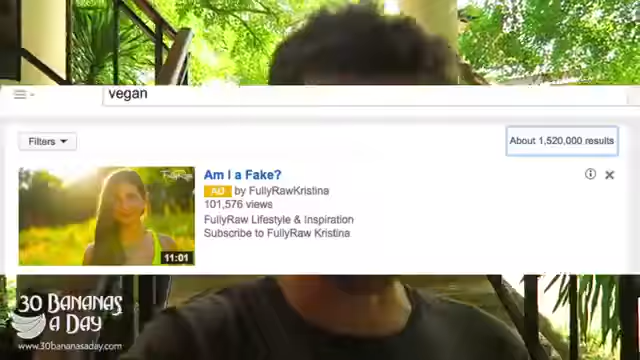 vegan
Filters
About 1,520,000 results
FullyRaw
Am I a Fake?
AD by FullyRawKristina
101,576 views
FullyRaw Lifestyle & Inspiration
Subscribe to FullyRaw Kristina
11:01
30 BANANAS
A DAY
www.30bananasaday.com